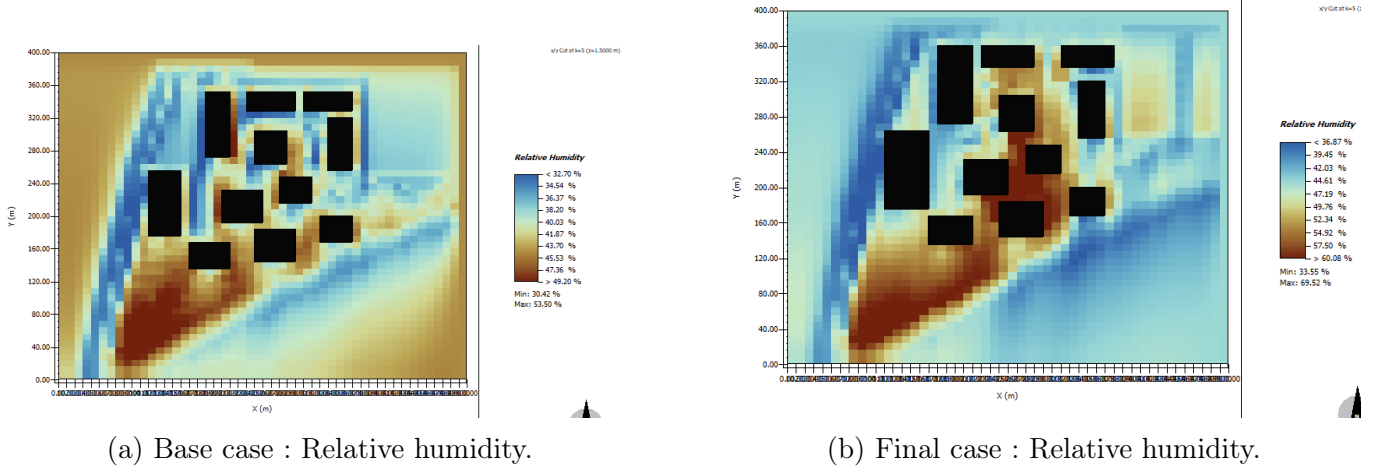 x/y Cut at k=5 (z=1.5000 m)
400.00
360.00
320.00
280.00
240.00
200.00
160.00
120.00
80.00
40.00
0.00
Y (m)
X (m)
Relative Humidity
< 32.70 %
34.54 %
36.37 %
38.20 %
40.03 %
41.87 %
43.70 %
45.53 %
47.36 %
> 49.20 %
Min: 30.42 %
Max: 53.50 %
(a) Base case : Relative humidity.
x/y Cut at k=5 (
400.00
360.00
320.00
280.00
240.00
200.00
160.00
120.00
80.00
40.00
0.00
Y (m)
X (m)
Relative Humidity
< 36.87 %
39.45 %
42.03 %
44.61 %
47.19 %
49.76 %
52.34 %
54.92 %
57.50 %
> 60.08 %
Min: 33.55 %
Max: 69.52 %
(b) Final case : Relative humidity.